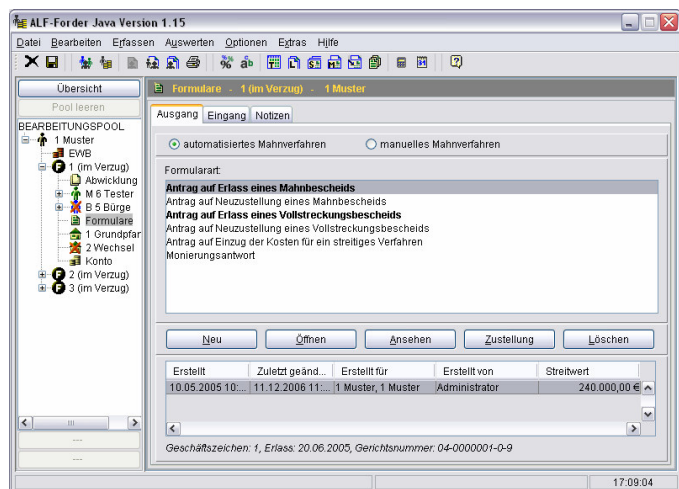 ALF-Forder Java Version 1.15
Datei Bearbeiten Erfassen Auswerten Optionen Extras Hilfe
Übersicht
Pool leeren
BEARBEITUNGSPOOL
1 Muster
EWB
1 (im Verzug)
Abwicklung
M 6 Tester
B 5 Bürge
Formulare
1 Grundpfar
2 Wechsel
Konto
2 (im Verzug)
3 (im Verzug)
---
---
Formulare - 1 (im Verzug) - 1 Muster
Ausgang Eingang Notizen
automatisiertes Mahnverfahren manuelles Mahnverfahren
Formularart:
Antrag auf Erlass eines Mahnbescheids
Antrag auf Neuzustellung eines Mahnbescheids
Antrag auf Erlass eines Vollstreckungsbescheids
Antrag auf Neuzustellung eines Vollstreckungsbescheids
Antrag auf Einzug der Kosten für ein streitiges Verfahren
Monierungsantwort
Neu Öffnen Ansehen Zustellung Löschen
Erstellt Zuletzt geänd... Erstellt für Erstellt von Streitwert
10.05.2005 10:... 11.12.2006 11:... 1 Muster, 1 Muster Administrator 240.000,00 €
Geschäftszeichen: 1, Erlass: 20.06.2005, Gerichtsnummer: 04-0000001-0-9
17:09:04